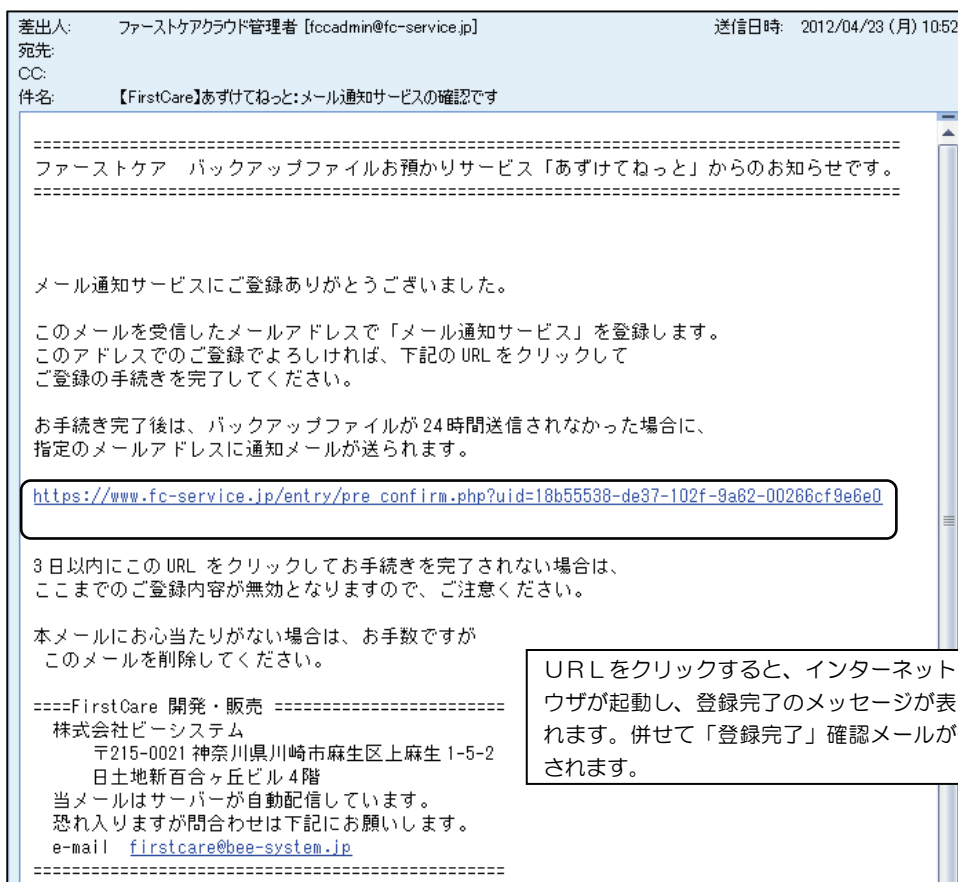 差出人: ファーストケアクラウド管理者 [fccadmin@fc-service.jp] 送信日時: 2012/04/23 (月) 10:52
宛先:
CC:
件名: 【FirstCare】あずけてねっと:メール通知サービスの確認です
==========================================================================================
ファーストケア　バックアップファイルお預かりサービス「あずけてねっと」からのお知らせです。
==========================================================================================
メール通知サービスにご登録ありがとうございました。
このメールを受信したメールアドレスで「メール通知サービス」を登録します。
このアドレスでのご登録でよろしければ、下記のURLをクリックして
ご登録の手続きを完了してください。
お手続き完了後は、バックアップファイルが24時間送信されなかった場合に、
指定のメールアドレスに通知メールが送られます。
https://www.fc-service.jp/entry/pre_confirm.php?uid=18b55538-de37-102f-9a62-00266cf9e6e0
3日以内にこのURL をクリックしてお手続きを完了されない場合は、
ここまでのご登録内容が無効となりますので、ご注意ください。
本メールにお心当たりがない場合は、お手数ですが
このメールを削除してください。
URLをクリックすると、インターネット
ウザが起動し、登録完了のメッセージが表
れます。併せて「登録完了」確認メールが
されます。
====FirstCare 開発・販売 ========================
株式会社ビーシステム
〒215-0021 神奈川県川崎市麻生区上麻生1-5-2
日土地新百合ヶ丘ビル4階
当メールはサーバーが自動配信しています。
恐れ入りますが問合わせは下記にお願いします。
e-mail firstcare@bee-system.jp
=================================================